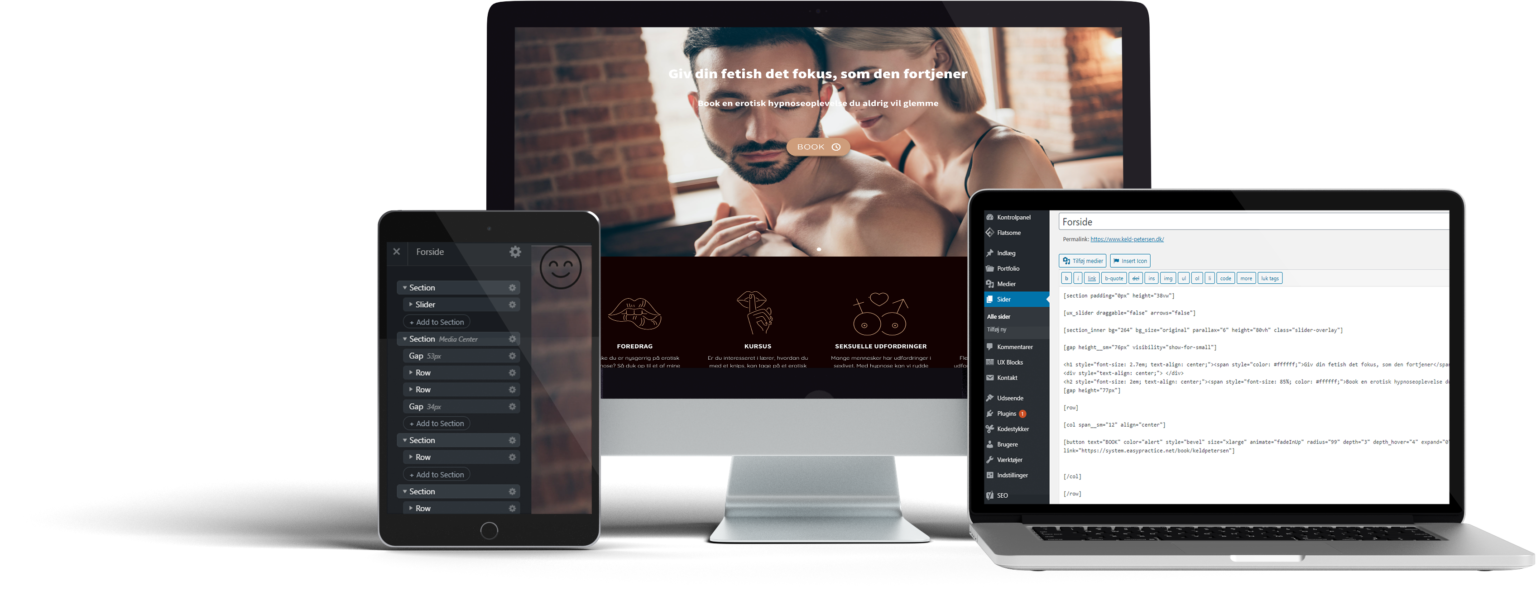 Giv din fetish det fokus, som den fortjener
Book en erotisk hypnoseoplevelse du aldrig vil glemme
BOOK
FOREDRAG
KURSUS
SEKSUELLE UDFORDRINGER
ke du er nysgerrig på erotisk
Er du interesseret i lærer, hvordan du
Mange mennesker har udfordringer i
nose? Så duk op til et af mine
med et knips, kan tage på et erotisk
sexlivet. Med hypnose kan vi rydde
Forside
Section
Slider
+ Add to Section
Section Media Center
Gap 53px
Row
Row
Gap 34px
+ Add to Section
Section
Row
+ Add to Section
Section
Row
Kontrolpanel
Flatsome
Indlæg
Portfolio
Medier
Sider
Alle sider
Tilføj ny
Kommentarer
UX Blocks
Kontakt
Udseende
Plugins 1
Kodestykker
Brugere
Værktøjer
Indstillinger
SEO
Forside
Permalink: https://www.keld-petersen.dk/
Tilføj medier Insert Icon
b i link b-quote del ins img ul ol li code more luk tags
[section padding="0px" height="38vw"]
[ux_slider draggable="false" arrows="false"]
[section_inner bg="264" bg_size="original" parallax="6" height="80vh" class="slider-overlay"]
[gap height__sm="76px" visibility="show-for-small"]
<h1 style="font-size: 2.7em; text-align: center;"><span style="color: #ffffff;">Giv din fetish det fokus, som den fortjener</spa
<div style="text-align: center;"> </div>
<h2 style="font-size: 2em; text-align: center;"><span style="font-size: 85%; color: #ffffff;">Book en erotisk hypnoseoplevelse d
[gap height="77px"]
[row]
[col span__sm="12" align="center"]
[button text="BOOK" color="alert" style="bevel" size="xlarge" animate="fadeInUp" radius="99" depth="3" depth_hover="4" expand="0"
link="https://system.easypractice.net/book/keldpetersen"]
[/col]
[/row]